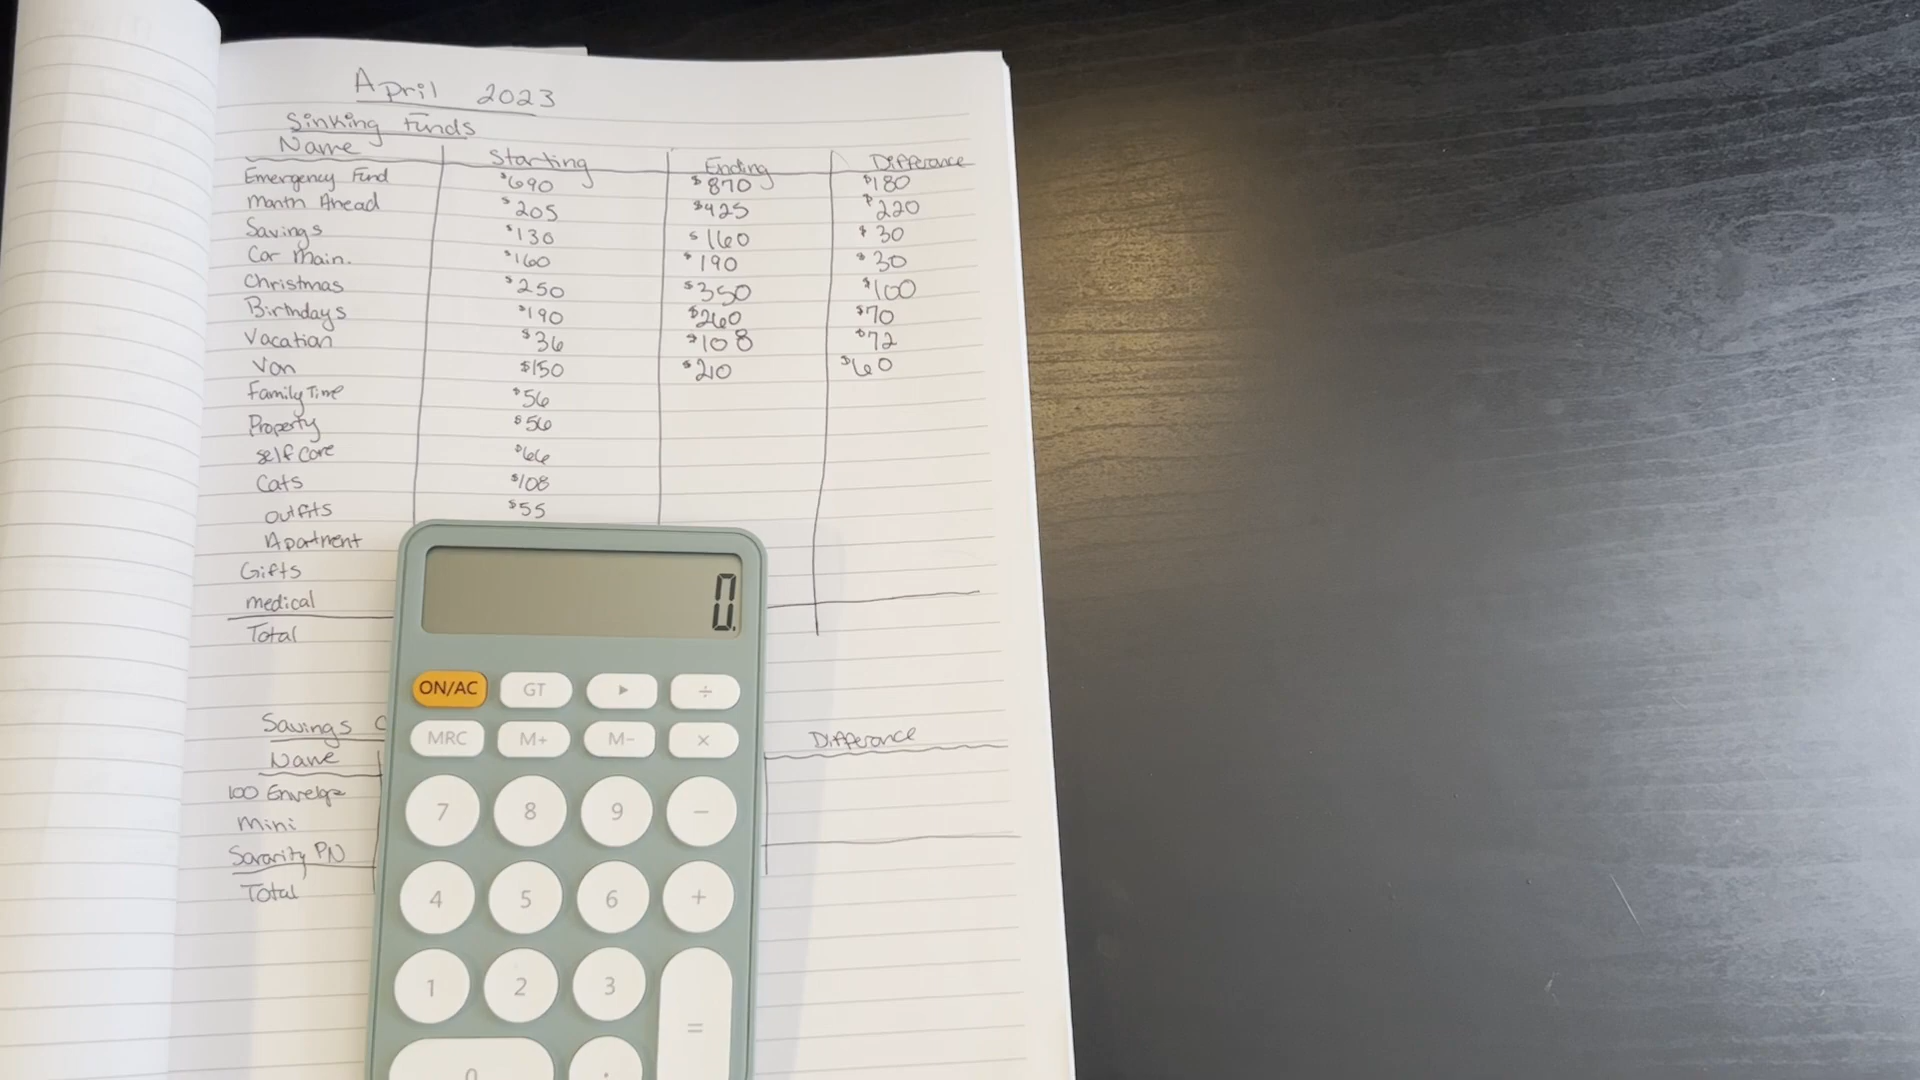 April 2023
Sinking Funds
Name Starting Ending Differance
Emergency Fund $690 $870 $180
Month Ahead $205 $425 $220
Savings $130 $160 $30
Car Main. $160 $190 $30
Christmas $250 $350 $100
Birthdays $190 $260 $70
Vacation $36 $108 $72
Van $150 $210 $60
Family Time $56
Property $56
Self Care $66
Cats $108
outfits $55
Apartment
Gifts
medical
Total
0.
ON/AC GT ▶ ÷
Savings C
MRC M+ M- ×
Name Differance
7 8 9 −
100 Envelope
Mini
Sararity PN
Total
4 5 6 +
1 2 3 =
0 .